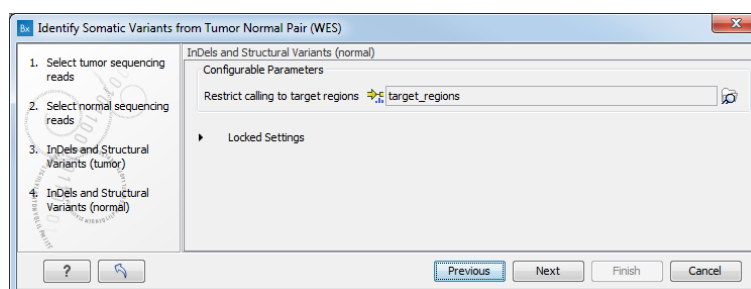 Bx Identify Somatic Variants from Tumor Normal Pair (WES)
1. Select tumor sequencing
reads
2. Select normal sequencing
reads
3. InDels and Structural
Variants (tumor)
4. InDels and Structural
Variants (normal)
InDels and Structural Variants (normal)
Configurable Parameters
Restrict calling to target regions target_regions
Locked Settings
? Previous Next Finish Cancel